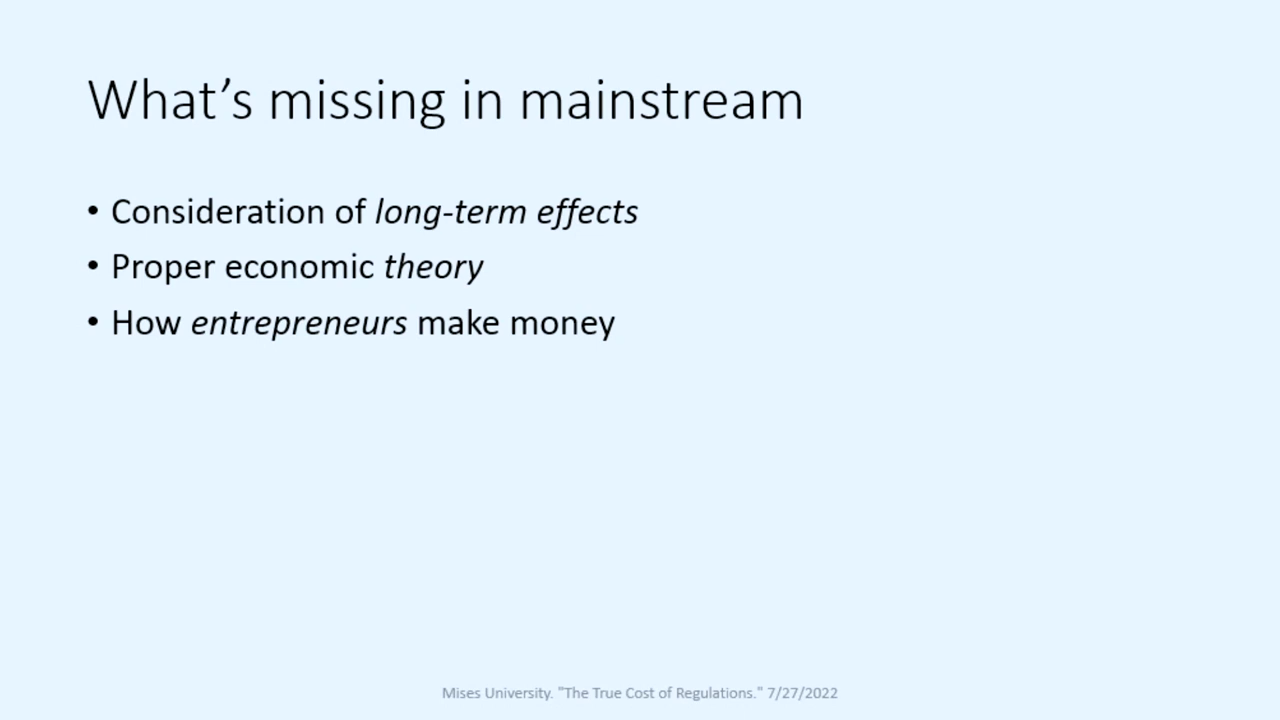 What’s missing in mainstream
• Consideration of long-term effects
• Proper economic theory
• How entrepreneurs make money
Mises University. "The True Cost of Regulations." 7/27/2022